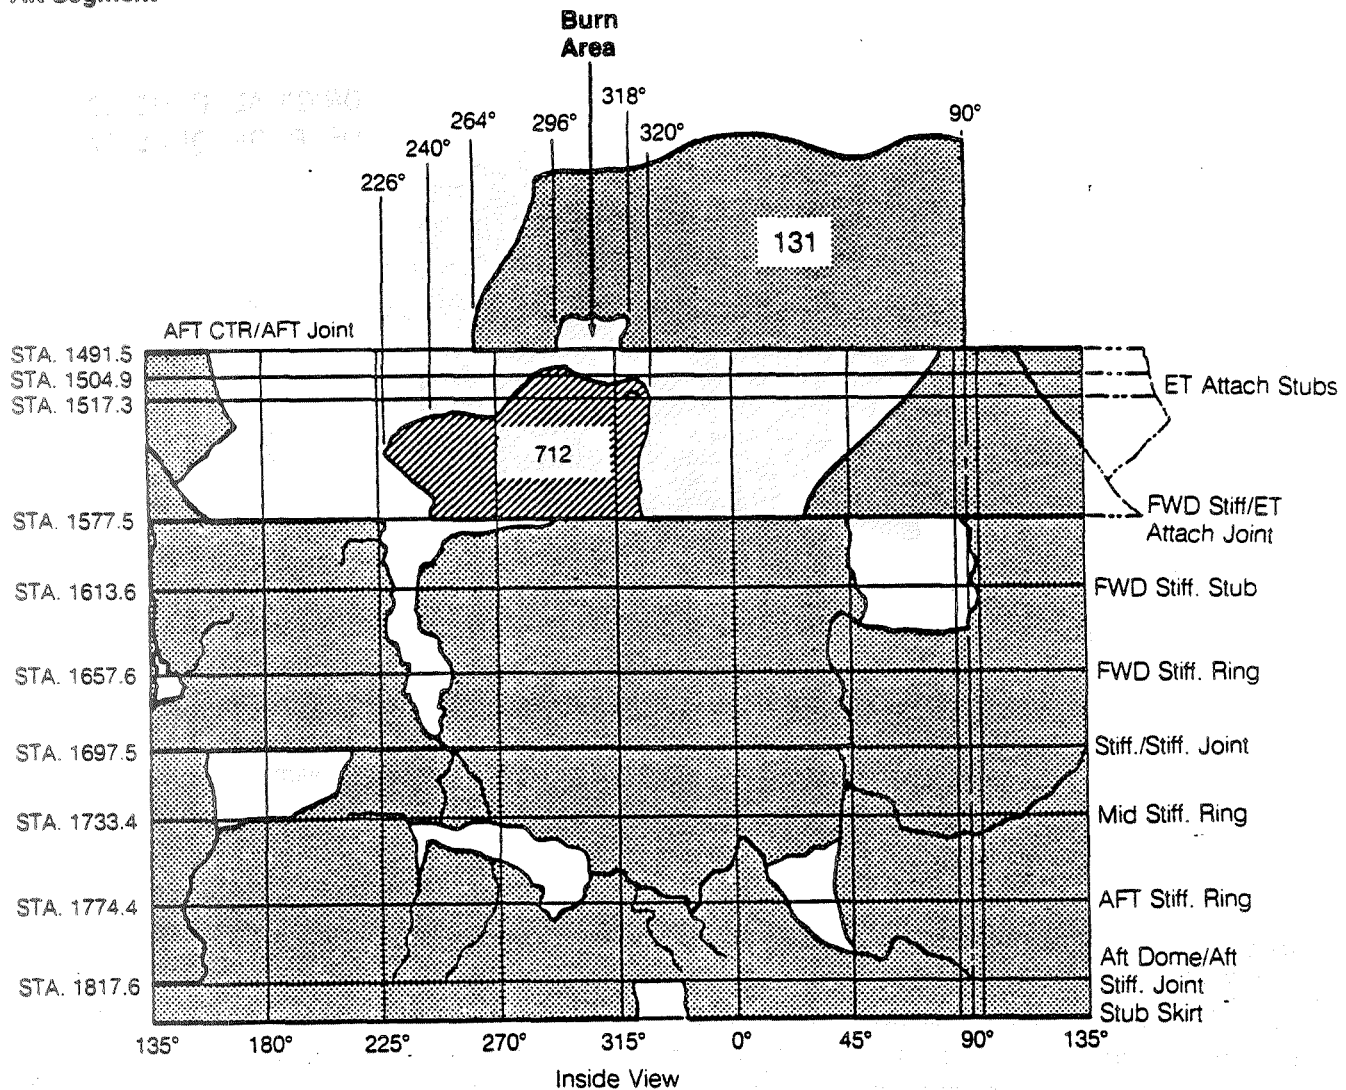 Aft Segment
Burn
Area
318°
90°
264°
296°
320°
240°
226°
131
AFT CTR/AFT Joint
STA. 1491.5
STA. 1504.9
ET Attach Stubs
STA. 1517.3
712
FWD Stiff/ET
Attach Joint
STA. 1577.5
STA. 1613.6
FWD Stiff. Stub
STA. 1657.6
FWD Stiff. Ring
STA. 1697.5
Stiff./Stiff. Joint
STA. 1733.4
Mid Stiff. Ring
STA. 1774.4
AFT Stiff. Ring
Aft Dome/Aft
Stiff. Joint
STA. 1817.6
Stub Skirt
135° 180° 225° 270° 315° 0° 45° 90° 135°
Inside View